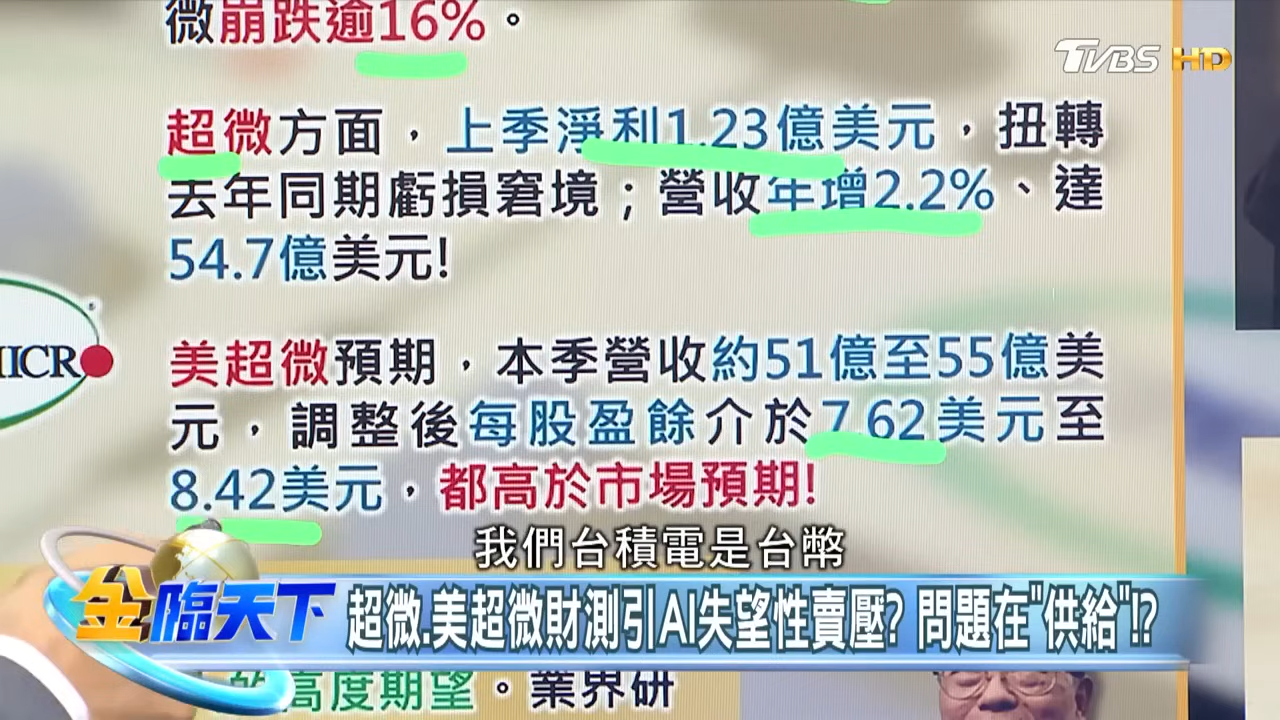 微崩跌逾16%。
TVBS HD
超微方面，上季淨利1.23億美元，扭轉
去年同期虧損窘境；營收年增2.2%、達
54.7億美元!
美超微預期，本季營收約51億至55億美
元，調整後每股盈餘介於7.62美元至
8.42美元，都高於市場預期!
ICR
我們台積電是台幣
金臨天下
超微.美超微財測引AI失望性賣壓? 問題在"供給"!?
的高度期望。業界研